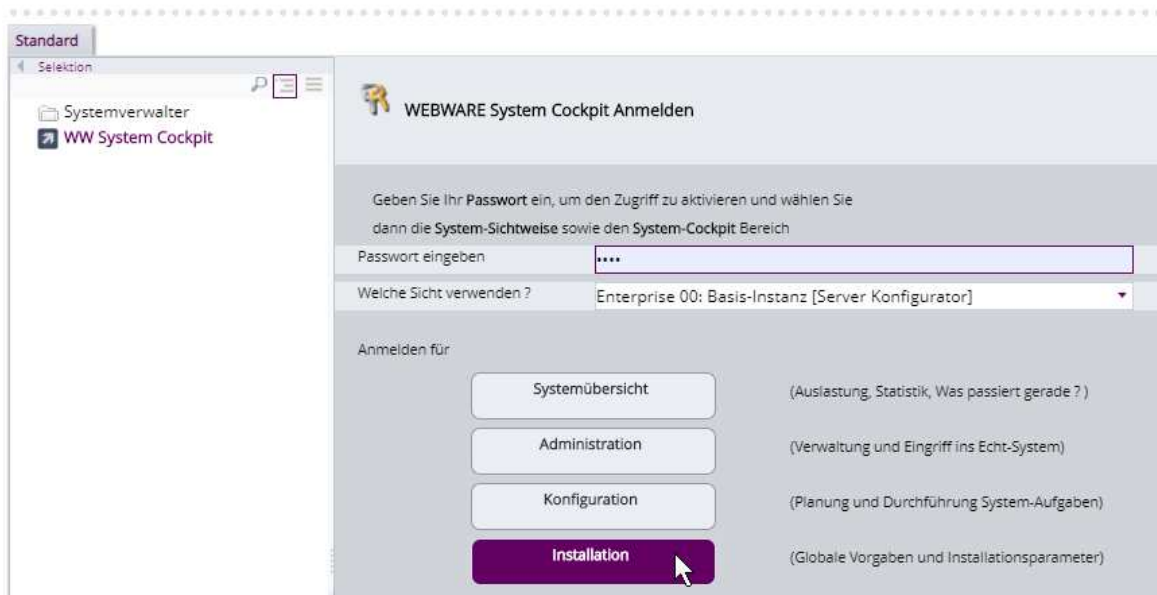 Standard
Selektion
Systemverwalter
WW System Cockpit
WEBWARE System Cockpit Anmelden
Geben Sie Ihr Passwort ein, um den Zugriff zu aktivieren und wählen Sie
dann die System-Sichtweise sowie den System-Cockpit Bereich
Passwort eingeben ••••
Welche Sicht verwenden ? Enterprise 00: Basis-Instanz [Server Konfigurator]
Anmelden für
Systemübersicht (Auslastung, Statistik, Was passiert gerade ? )
Administration (Verwaltung und Eingriff ins Echt-System)
Konfiguration (Planung und Durchführung System-Aufgaben)
Installation (Globale Vorgaben und Installationsparameter)